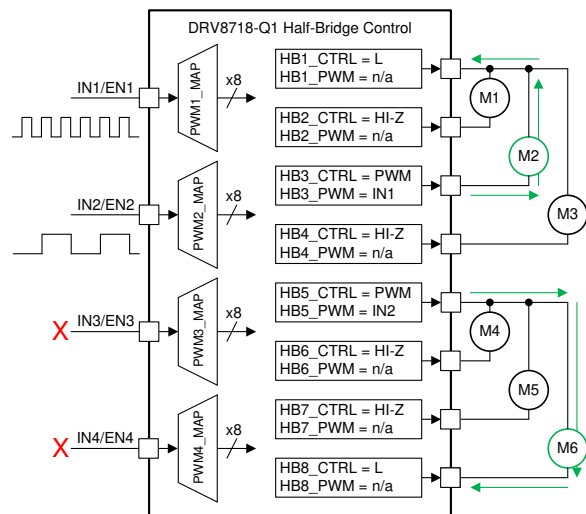 DRV8718-Q1 Half-Bridge Control
IN1/EN1
PWM1_MAP
x8
HB1_CTRL = L
HB1_PWM = n/a
M1
HB2_CTRL = HI-Z
HB2_PWM = n/a
M2
IN2/EN2
PWM2_MAP
x8
HB3_CTRL = PWM
HB3_PWM = IN1
M3
HB4_CTRL = HI-Z
HB4_PWM = n/a
X
IN3/EN3
PWM3_MAP
x8
HB5_CTRL = PWM
HB5_PWM = IN2
M4
HB6_CTRL = HI-Z
HB6_PWM = n/a
M5
X
IN4/EN4
PWM4_MAP
x8
HB7_CTRL = HI-Z
HB7_PWM = n/a
M6
HB8_CTRL = L
HB8_PWM = n/a